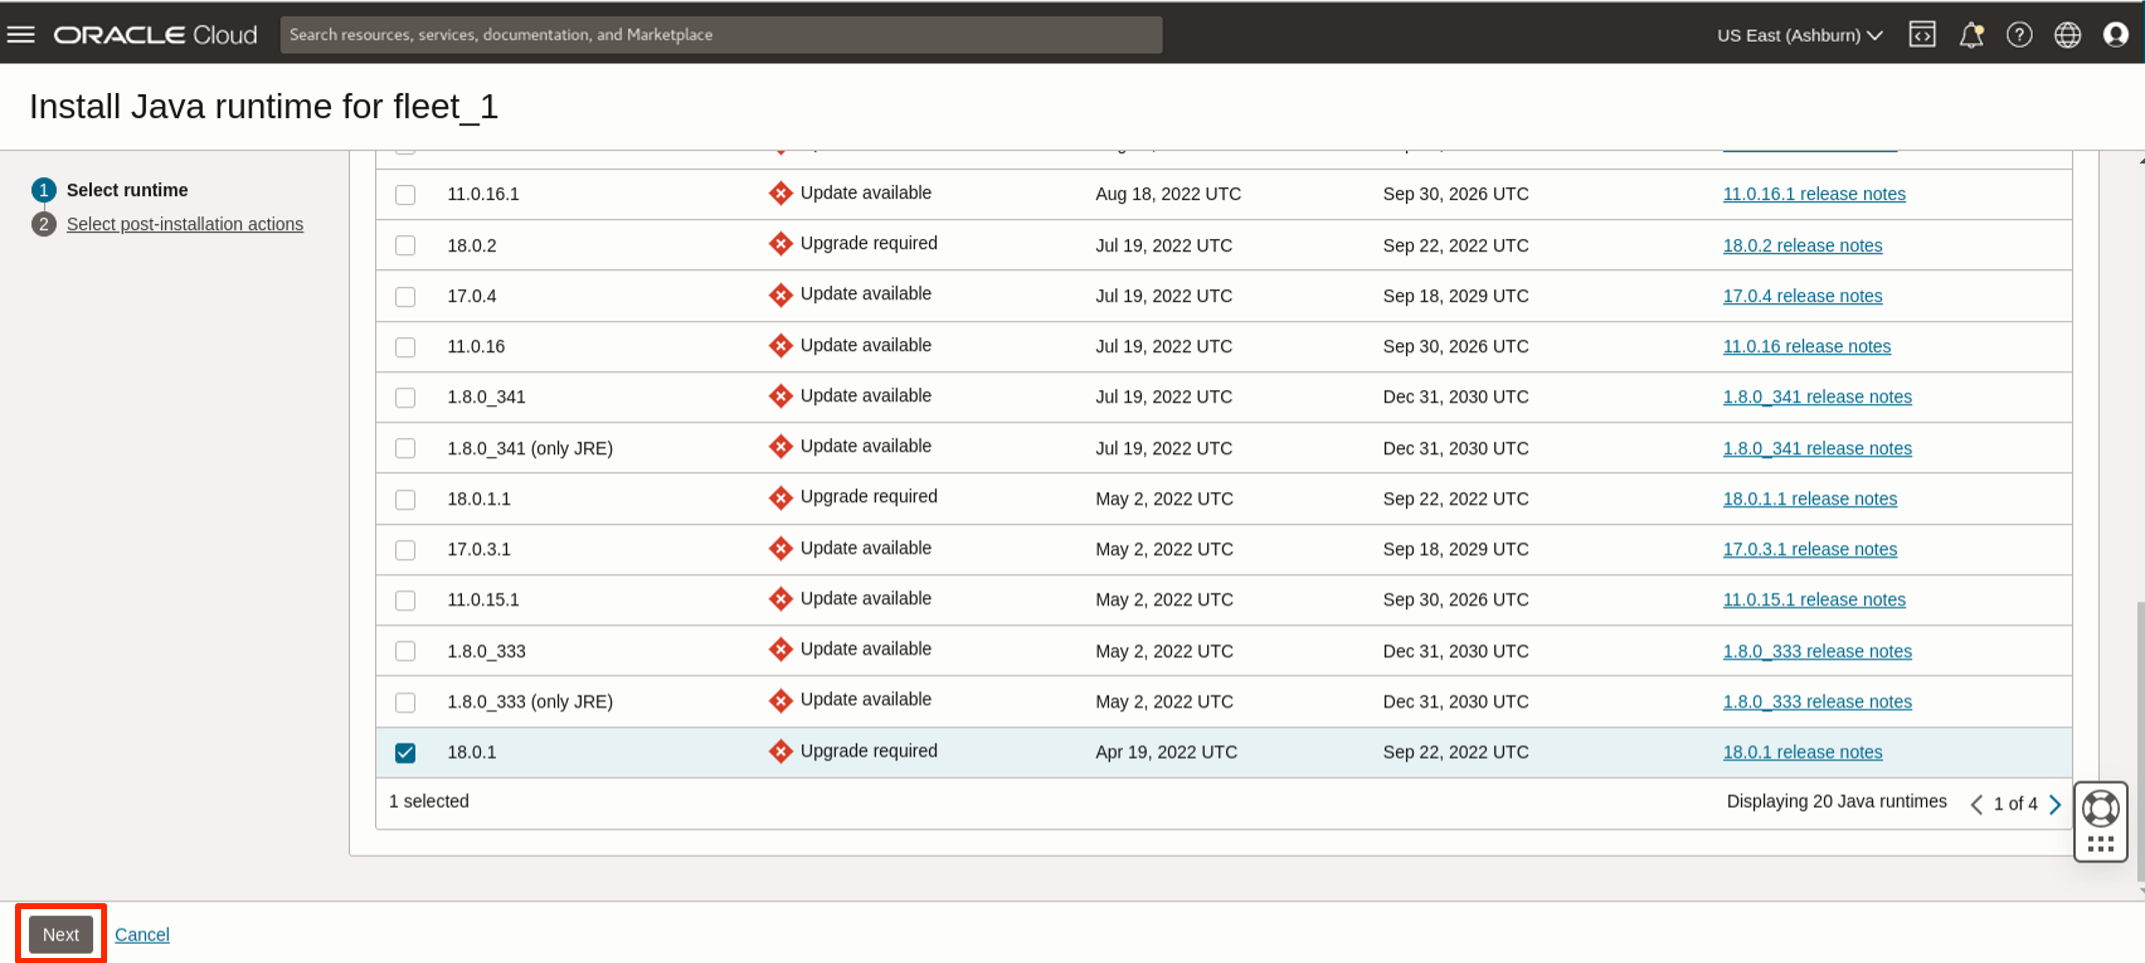 ORACLE Cloud
Search resources, services, documentation, and Marketplace
US East (Ashburn)
Install Java runtime for fleet_1
1 Select runtime
2 Select post-installation actions
11.0.16.1 Update available Aug 18, 2022 UTC Sep 30, 2026 UTC 11.0.16.1 release notes
18.0.2 Upgrade required Jul 19, 2022 UTC Sep 22, 2022 UTC 18.0.2 release notes
17.0.4 Update available Jul 19, 2022 UTC Sep 18, 2029 UTC 17.0.4 release notes
11.0.16 Update available Jul 19, 2022 UTC Sep 30, 2026 UTC 11.0.16 release notes
1.8.0_341 Update available Jul 19, 2022 UTC Dec 31, 2030 UTC 1.8.0_341 release notes
1.8.0_341 (only JRE) Update available Jul 19, 2022 UTC Dec 31, 2030 UTC 1.8.0_341 release notes
18.0.1.1 Upgrade required May 2, 2022 UTC Sep 22, 2022 UTC 18.0.1.1 release notes
17.0.3.1 Update available May 2, 2022 UTC Sep 18, 2029 UTC 17.0.3.1 release notes
11.0.15.1 Update available May 2, 2022 UTC Sep 30, 2026 UTC 11.0.15.1 release notes
1.8.0_333 Update available May 2, 2022 UTC Dec 31, 2030 UTC 1.8.0_333 release notes
1.8.0_333 (only JRE) Update available May 2, 2022 UTC Dec 31, 2030 UTC 1.8.0_333 release notes
18.0.1 Upgrade required Apr 19, 2022 UTC Sep 22, 2022 UTC 18.0.1 release notes
1 selected
Displaying 20 Java runtimes 1 of 4
Next Cancel